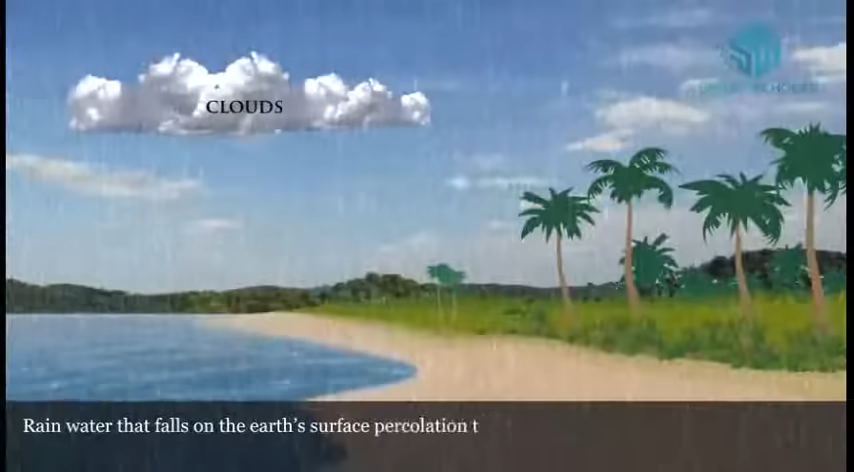 CLOUDS
Rain water that falls on the earth's surface percolation t